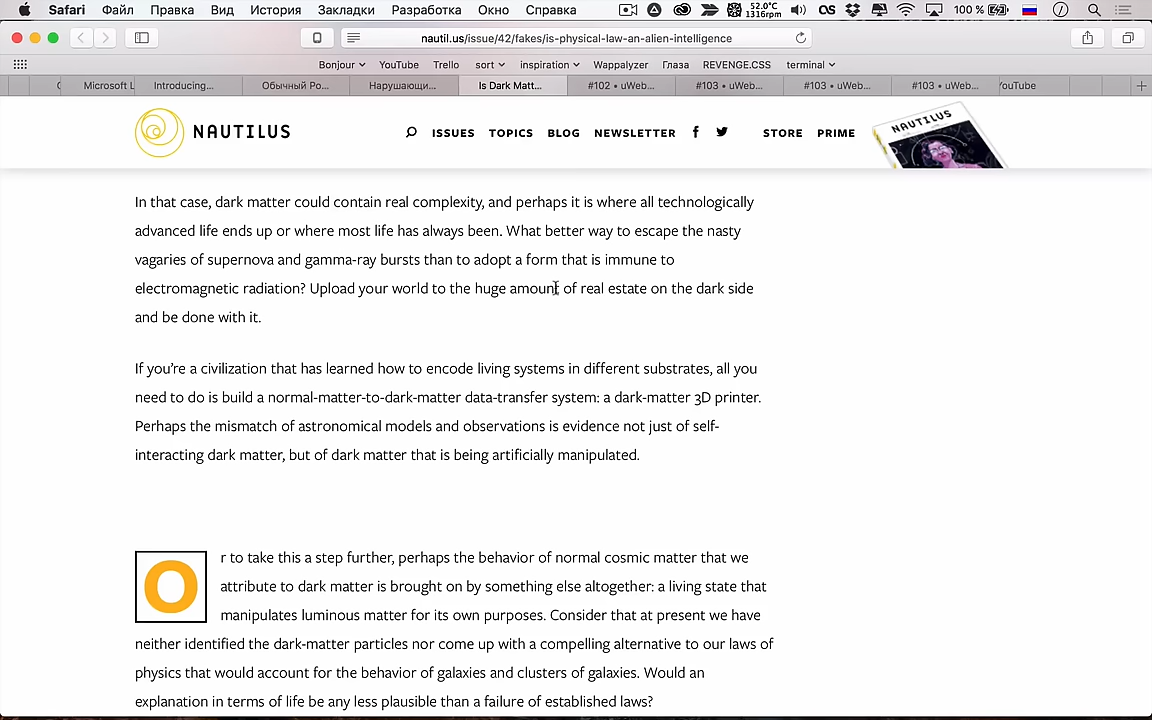 Safari Файл Правка Вид История Закладки Разработка Окно Справка 52.0°C 1316rpm 100 %
nautil.us/issue/42/fakes/is-physical-law-an-alien-intelligence
Bonjour YouTube Trello sort inspiration Wappalyzer Глаза REVENGE.CSS terminal
Microsoft L Introducing... Обычный Ро... Нарушающи... Is Dark Matt... #102 • uWeb... #103 • uWeb... #103 • uWeb... #103 • uWeb... YouTube
NAUTILUS ISSUES TOPICS BLOG NEWSLETTER STORE PRIME NAUTILUS
In that case, dark matter could contain real complexity, and perhaps it is where all technologically
advanced life ends up or where most life has always been. What better way to escape the nasty
vagaries of supernova and gamma-ray bursts than to adopt a form that is immune to
electromagnetic radiation? Upload your world to the huge amount of real estate on the dark side
and be done with it.
If you're a civilization that has learned how to encode living systems in different substrates, all you
need to do is build a normal-matter-to-dark-matter data-transfer system: a dark-matter 3D printer.
Perhaps the mismatch of astronomical models and observations is evidence not just of self-
interacting dark matter, but of dark matter that is being artificially manipulated.
Or to take this a step further, perhaps the behavior of normal cosmic matter that we
attribute to dark matter is brought on by something else altogether: a living state that
manipulates luminous matter for its own purposes. Consider that at present we have
neither identified the dark-matter particles nor come up with a compelling alternative to our laws of
physics that would account for the behavior of galaxies and clusters of galaxies. Would an
explanation in terms of life be any less plausible than a failure of established laws?